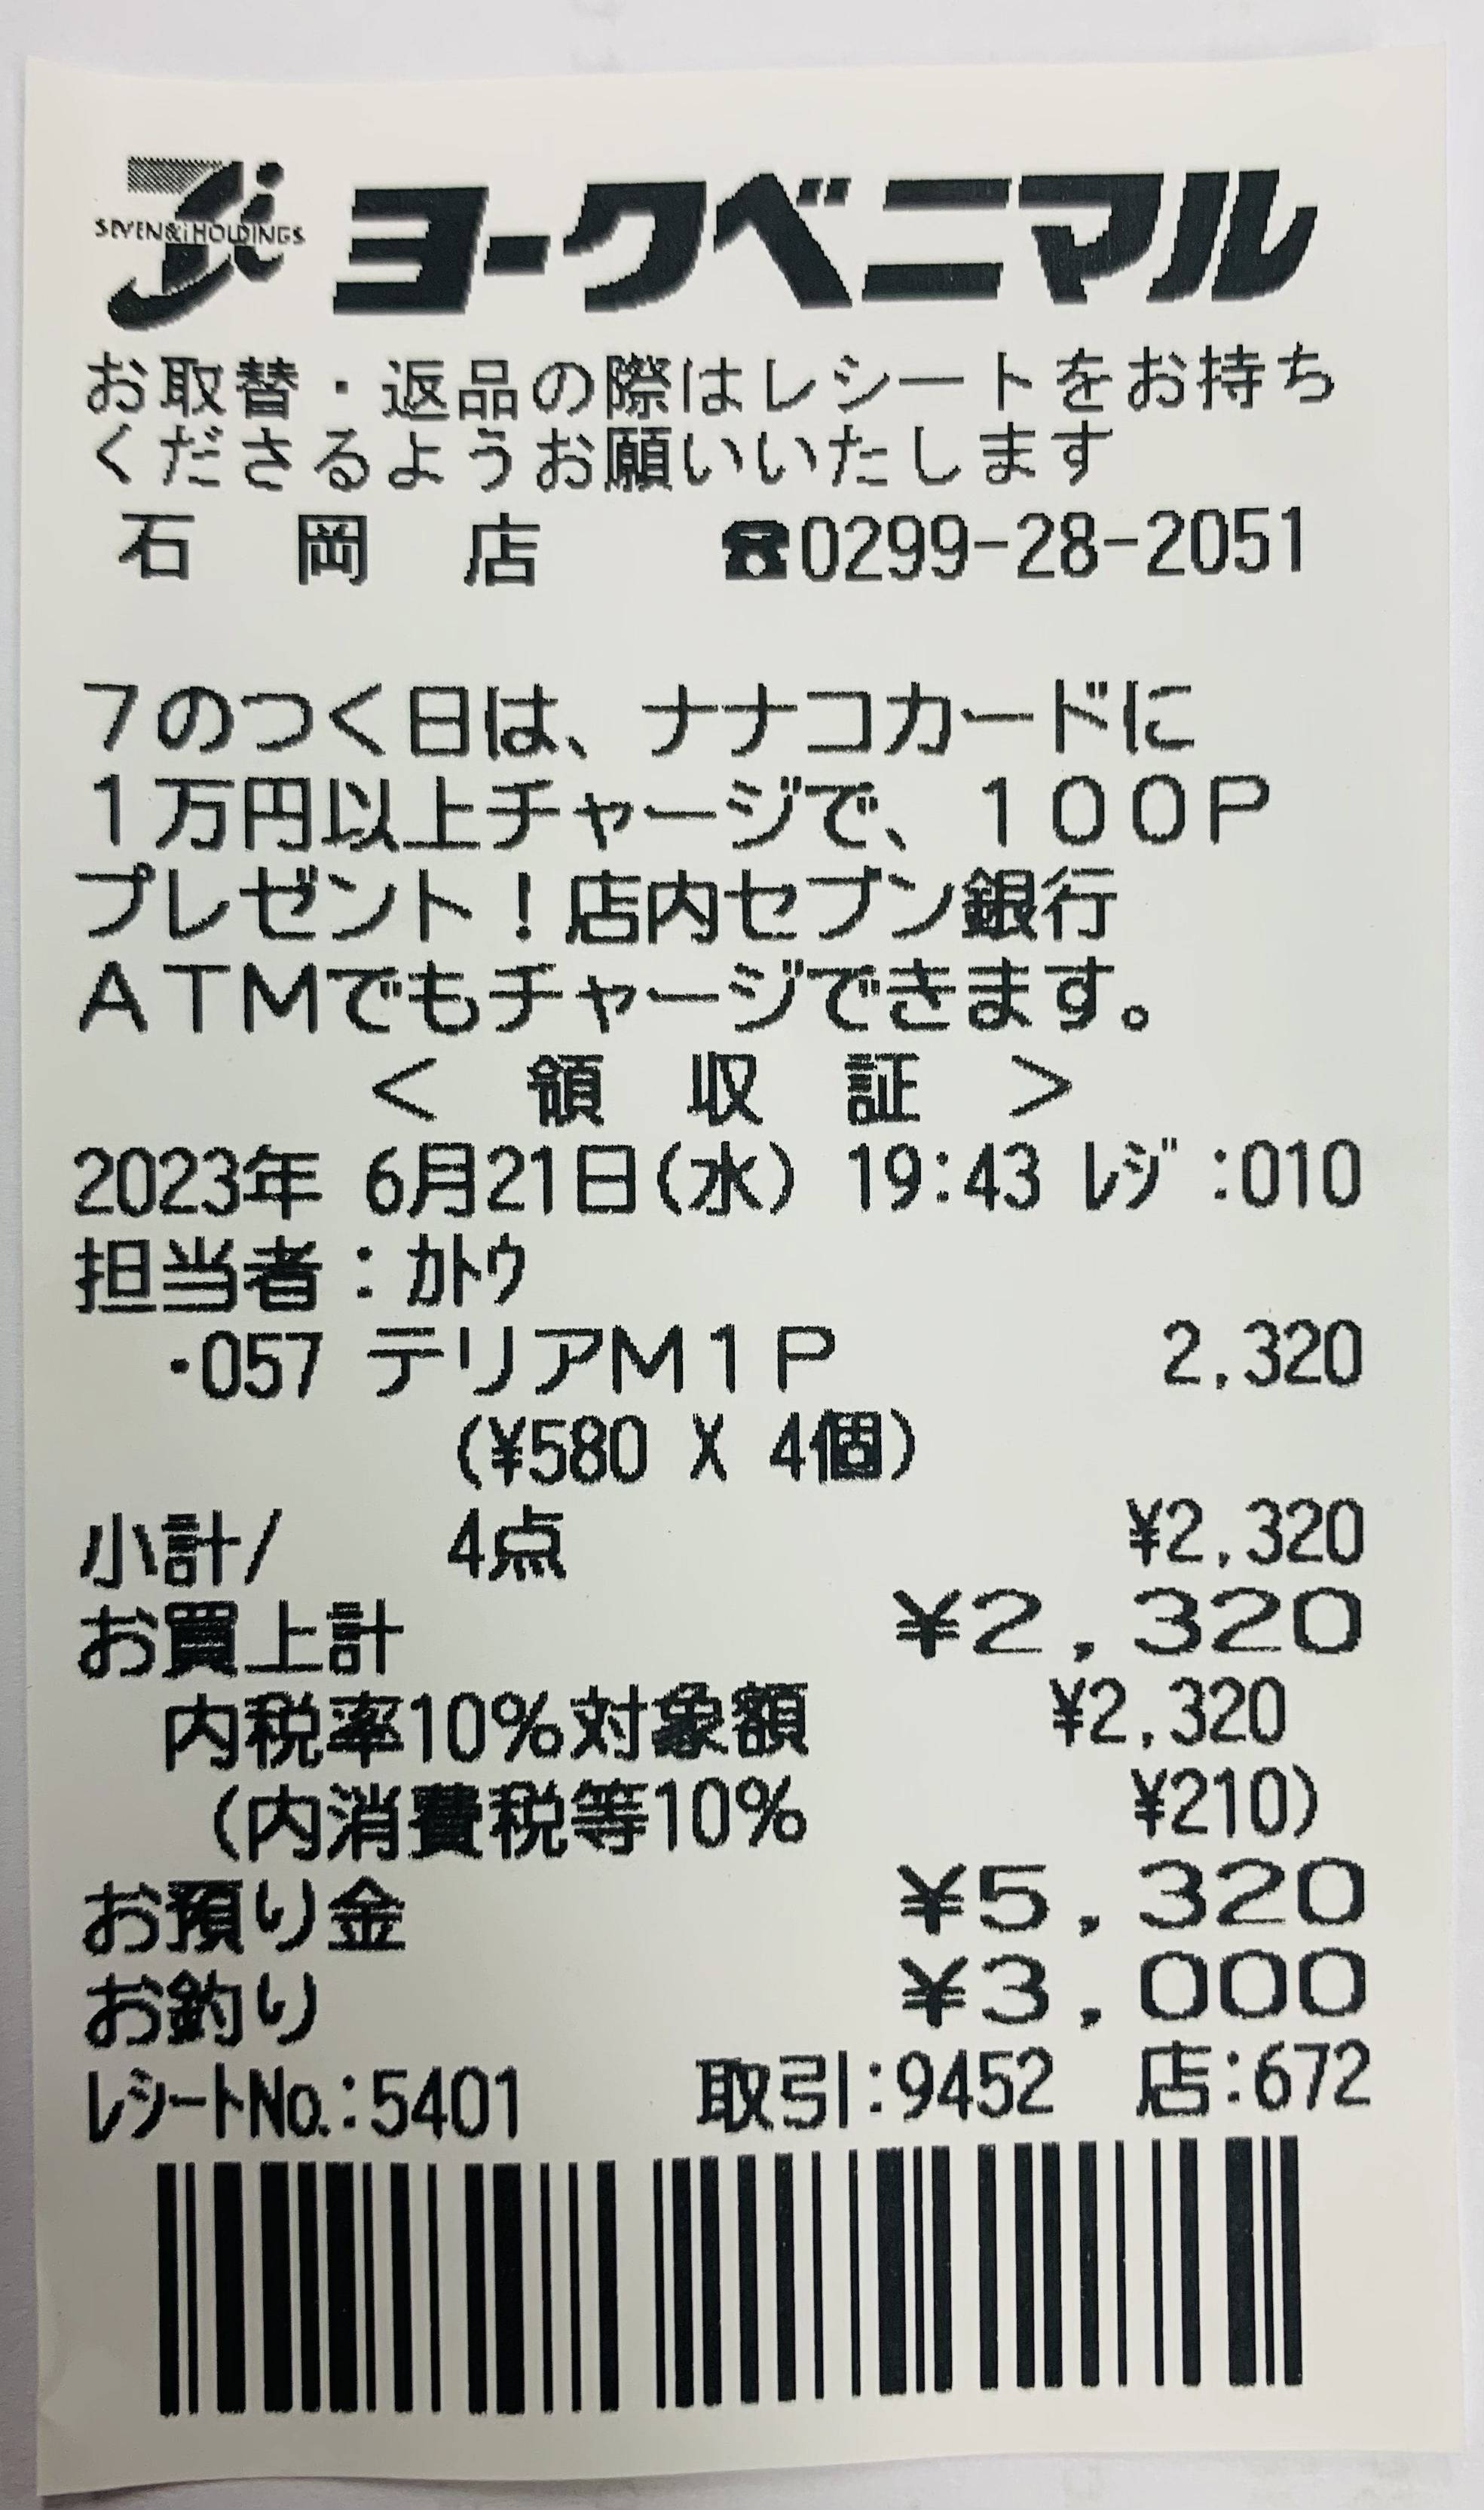 SEVEN&i HOLDINGS ヨークベニマル
お取替・返品の際はレシートをお持ち
くださるようお願いいたします
石 岡 店 ☎0299-28-2051
7のつく日は、ナナコカードに
1万円以上チャージで、100P
プレゼント！店内セブン銀行
ATMでもチャージできます。
< 領 収 証 >
2023年 6月21日(水) 19:43 ﾚｼﾞ:010
担当者：ｶﾄｳ
・057 テリアM1P 2,320
(¥580 X 4個)
小計/ 4点 ¥2,320
お買上計 ¥2,320
内税率10%対象額 ¥2,320
(内消費税等10% ¥210)
お預り金 ¥5,320
お釣り ¥3,000
ﾚｼｰﾄNo.:5401 取引:9452 店:672